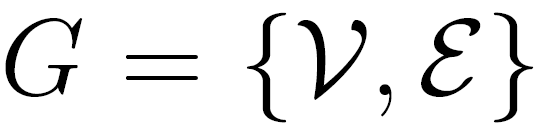 G = {𝒱, ℰ}